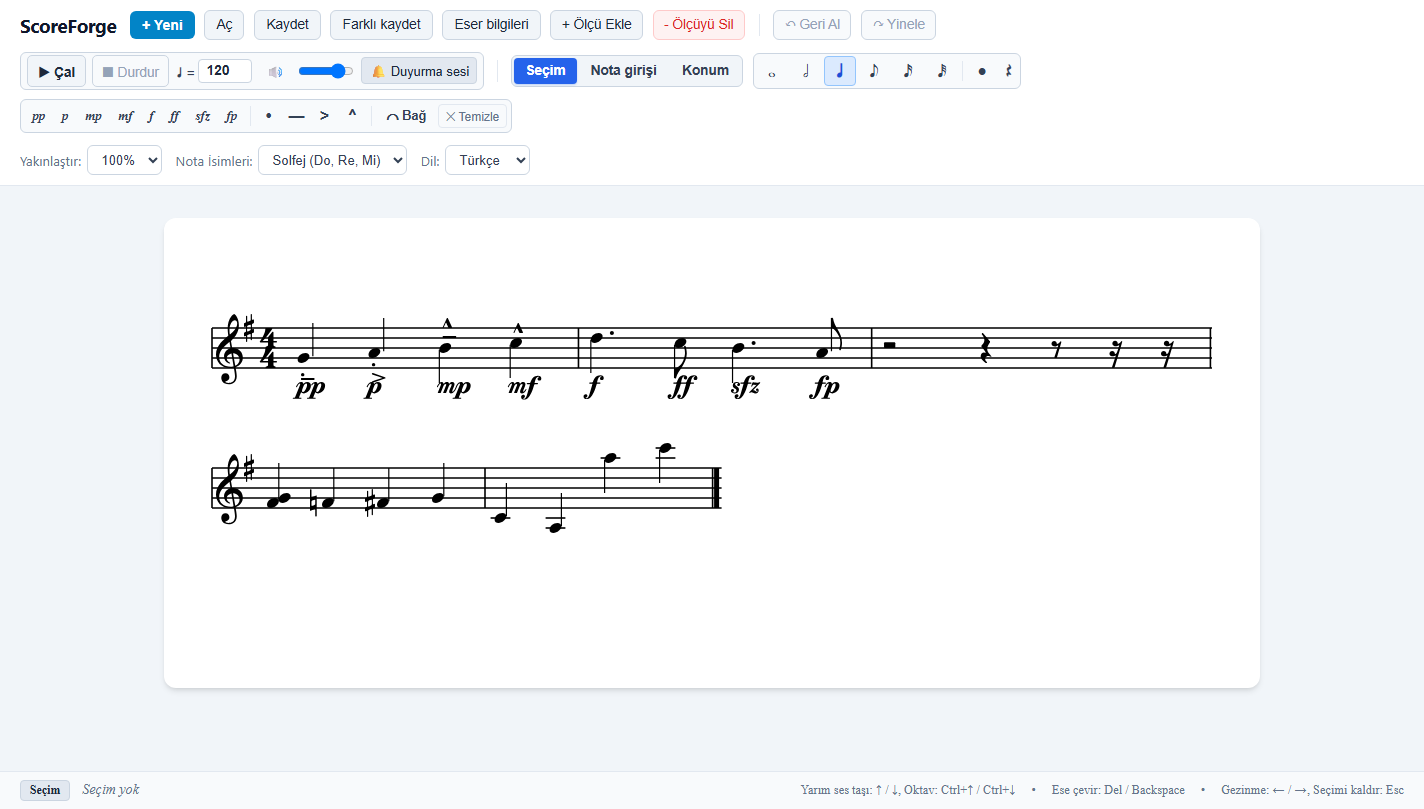 ScoreForge + Yeni Aç Kaydet Farklı kaydet Eser bilgileri + Ölçü Ekle - Ölçüyü Sil ↶ Geri Al ↷ Yinele
▶ Çal ■ Durdur ♩ = 120 🔔 Duyurma sesi Seçim Nota girişi Konum
pp p mp mf f ff sfz fp • — > ^ Bağ ✕ Temizle
Yakınlaştır: 100% Nota İsimleri: Solfej (Do, Re, Mi) Dil: Türkçe
4
4
pp p mp mf f ff sfz fp
Seçim Seçim yok Yarım ses taşı: ↑ / ↓, Oktav: Ctrl+↑ / Ctrl+↓ • Ese çevir: Del / Backspace • Gezinme: ← / →, Seçimi kaldır: Esc